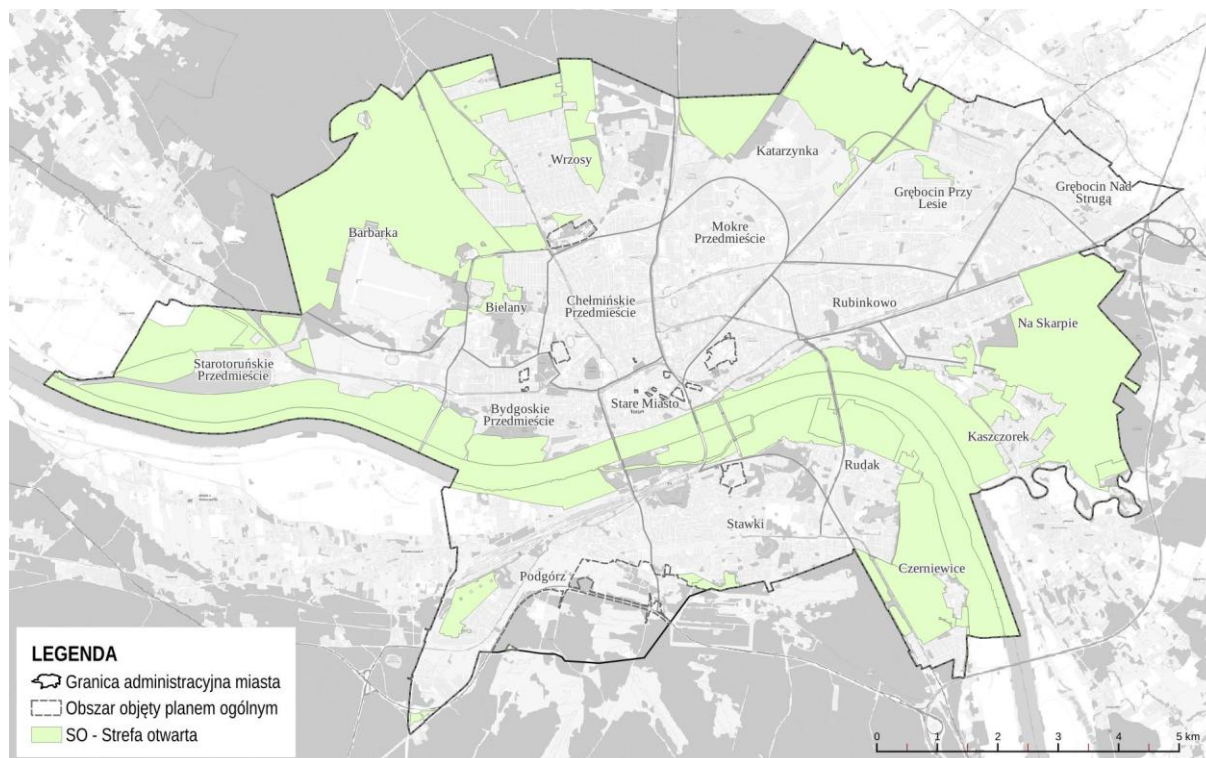 Wrzosy
Katarzynka
Grębocin Przy
Lesie
Grębocin Nad
Strugą
Barbarka
Mokre
Przedmieście
Bielany
Chełmińskie
Przedmieście
Rubinkowo
Na Skarpie
Starotoruńskie
Przedmieście
Bydgoskie
Przedmieście
Stare Miasto
Kaszczorek
Rudak
Stawki
Podgórz
Czerniewice
LEGENDA
Granica administracyjna miasta
Obszar objęty planem ogólnym
SO - Strefa otwarta
0 1 2 3 4 5 km